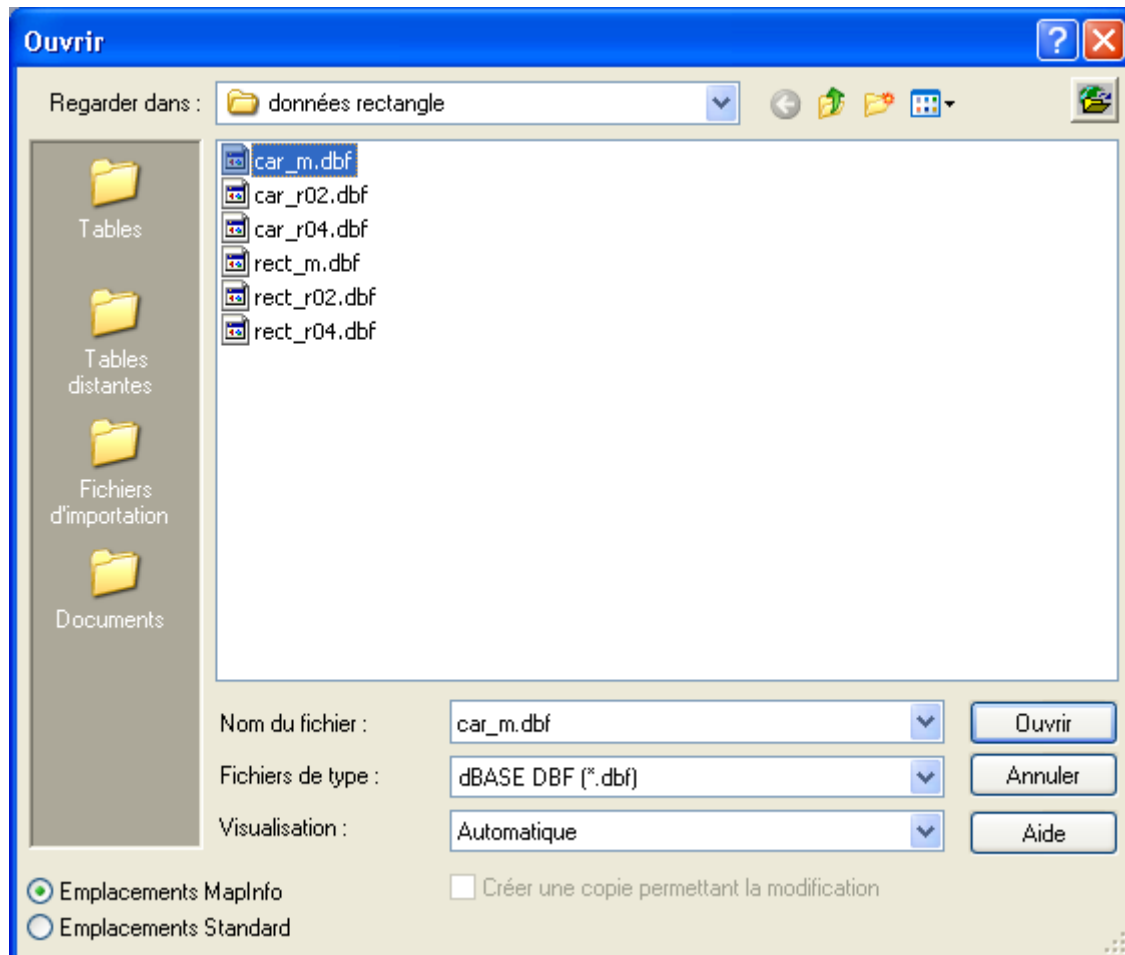 Ouvrir
Regarder dans : données rectangle
Tables
Tables
distantes
Fichiers
d'importation
Documents
car_m.dbf
car_r02.dbf
car_r04.dbf
rect_m.dbf
rect_r02.dbf
rect_r04.dbf
Nom du fichier : car_m.dbf Ouvrir
Fichiers de type : dBASE DBF (*.dbf) Annuler
Visualisation : Automatique Aide
Emplacements MapInfo Créer une copie permettant la modification
Emplacements Standard